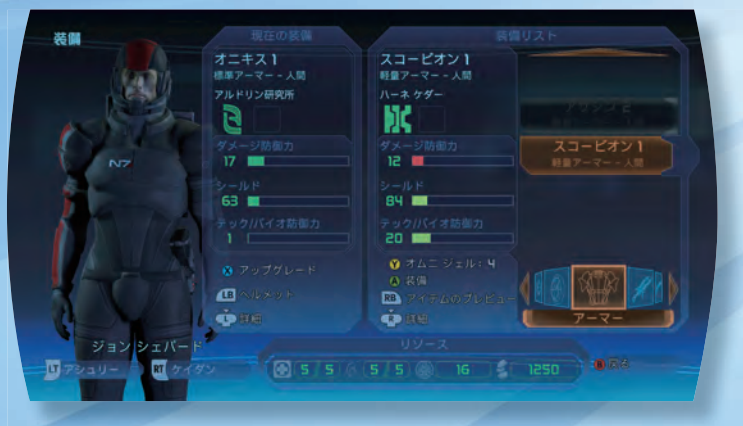 装備
現在の装備
オニキス 1
標準アーマー - 人間
アルドリン研究所
ダメージ防御力
17
シールド
63
テック/バイオ防御力
1
X アップグレード
LB ヘルメット
L 詳細
装備リスト
スコーピオン 1
軽量アーマー - 人間
ハーネ ケダー
ダメージ防御力
12
シールド
84
テック/バイオ防御力
20
Y オムニ ジェル: 4
A 装備
RB アイテムのプレビュー
R 詳細
スコーピオン 1
軽量アーマー - 人間
アーマー
N7
ジョン シェパード
LT アシュリー
RT ケイダン
リソース
5/5 5/5 16 1250
B 戻る